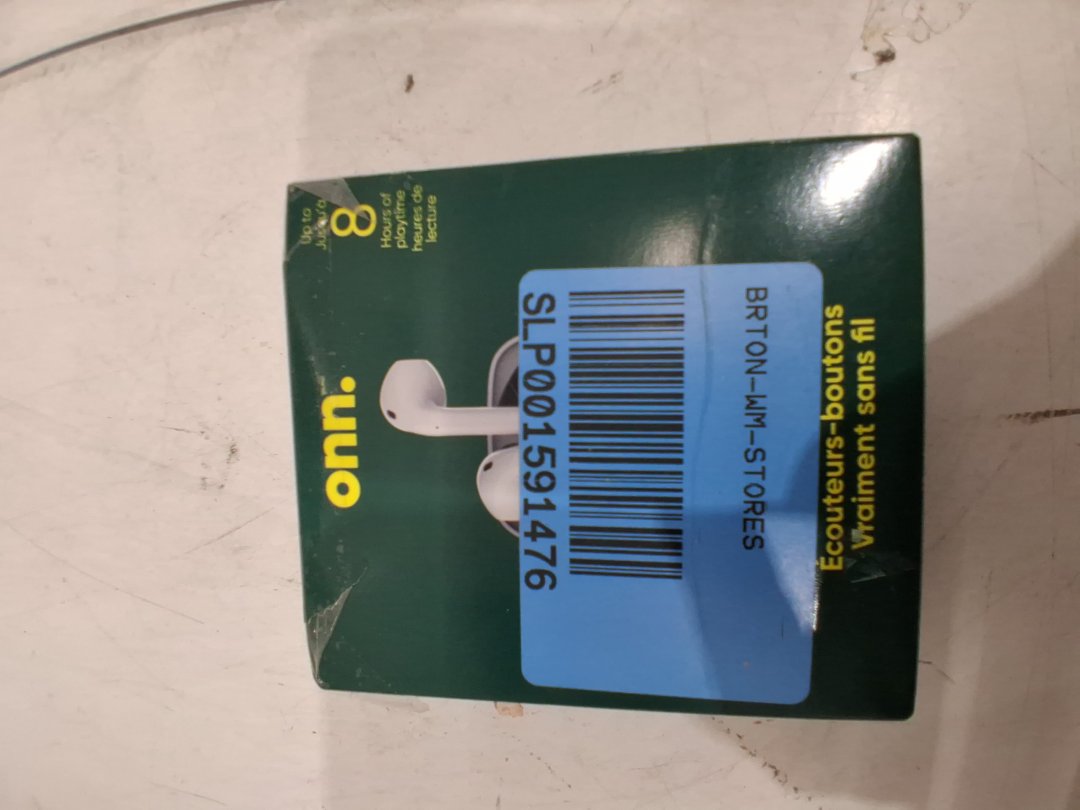 Up to
Jusqu'à
8
Hours of
playtime
heures de
lecture
onn.
SLP001591476
BRTON-WM-STORES
Écouteurs-boutons
Vraiment sans fil